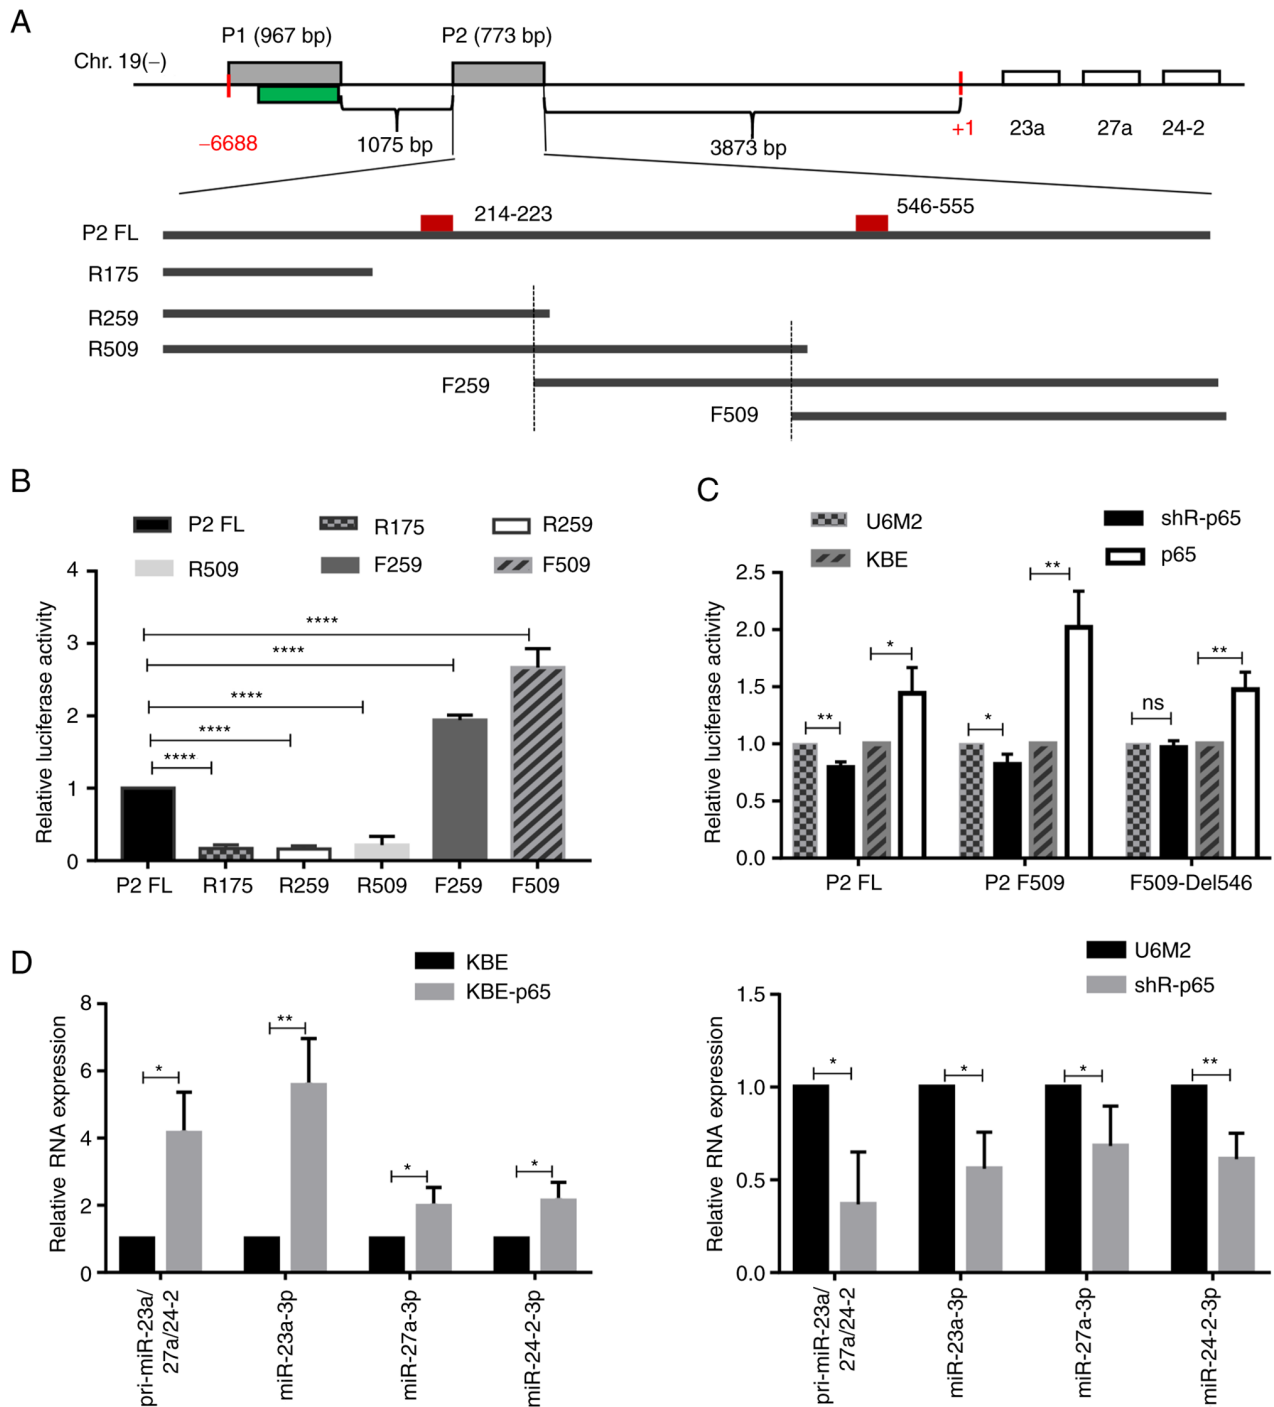 A
P1 (967 bp)
P2 (773 bp)
Chr. 19(−)
−6688
1075 bp
3873 bp
+1
23a
27a
24-2
214-223
546-555
P2 FL
R175
R259
R509
F259
F509
B
P2 FL
R175
R259
R509
F259
F509
Relative luciferase activity
4
3
2
1
0
****
****
****
****
****
P2 FL
R175
R259
R509
F259
F509
C
U6M2
shR-p65
KBE
p65
Relative luciferase activity
2.5
2.0
1.5
1.0
0.5
0.0
**
*
*
**
ns
**
P2 FL
P2 F509
F509-Del546
D
KBE
KBE-p65
Relative RNA expression
8
6
4
2
0
*
**
*
*
pri-miR-23a/
27a/24-2
miR-23a-3p
miR-27a-3p
miR-24-2-3p
U6M2
shR-p65
Relative RNA expression
1.5
1.0
0.5
0.0
*
*
*
**
pri-miR-23a/
27a/24-2
miR-23a-3p
miR-27a-3p
miR-24-2-3p